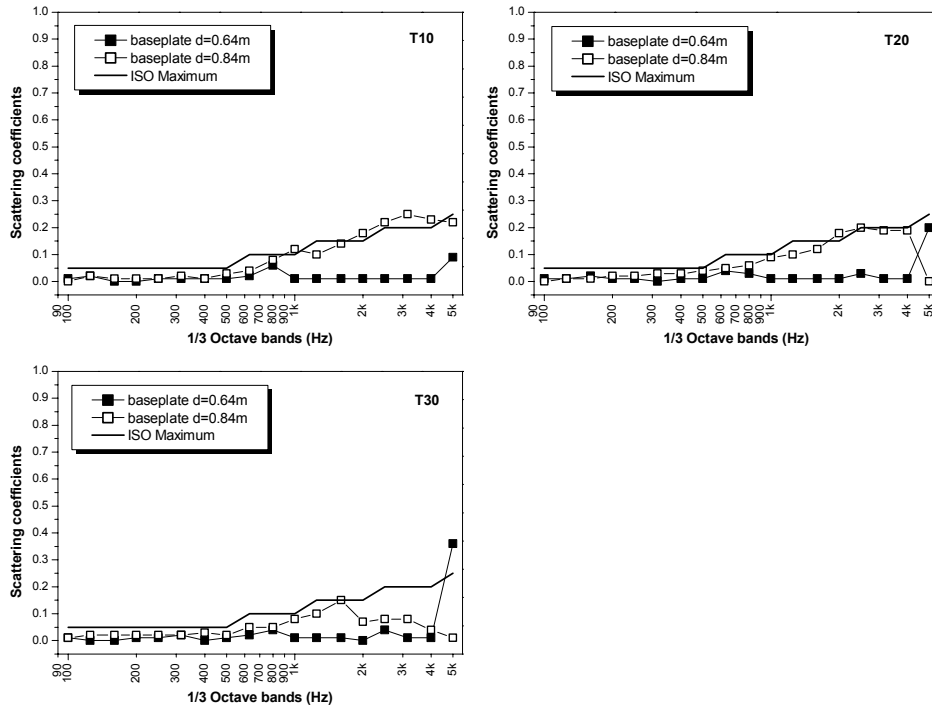 1.0
0.9
0.8
0.7
0.6
0.5
0.4
0.3
0.2
0.1
0.0
Scattering coefficients
baseplate d=0.64m
baseplate d=0.84m
ISO Maximum
T10
90
100
200
300
400
500
600
700
800
900
1k
2k
3k
4k
5k
1/3 Octave bands (Hz)
1.0
0.9
0.8
0.7
0.6
0.5
0.4
0.3
0.2
0.1
0.0
Scattering coefficients
baseplate d=0.64m
baseplate d=0.84m
ISO Maximum
T20
90
100
200
300
400
500
600
700
800
900
1k
2k
3k
4k
5k
1/3 Octave bands (Hz)
1.0
0.9
0.8
0.7
0.6
0.5
0.4
0.3
0.2
0.1
0.0
Scattering coefficients
baseplate d=0.64m
baseplate d=0.84m
ISO Maximum
T30
90
100
200
300
400
500
600
700
800
900
1k
2k
3k
4k
5k
1/3 Octave bands (Hz)